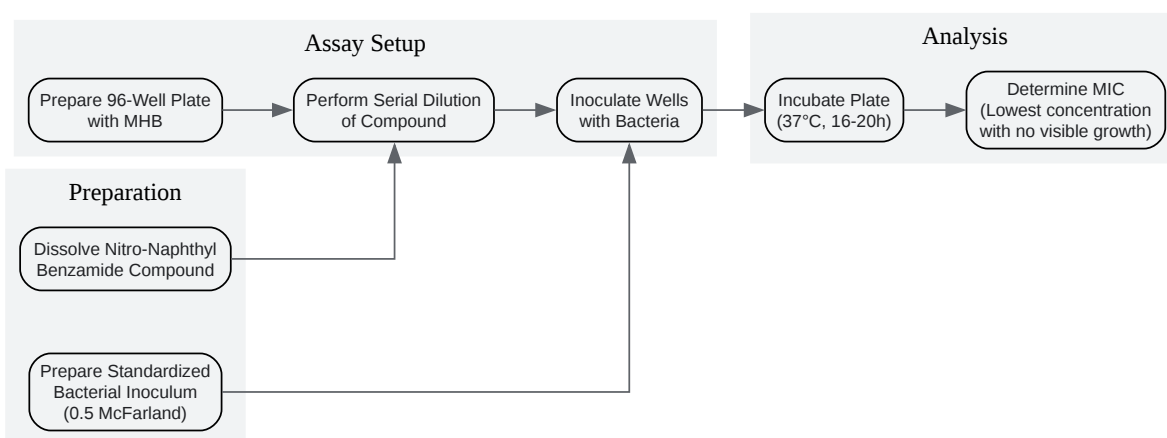 Assay Setup
Prepare 96-Well Plate
with MHB
Perform Serial Dilution
of Compound
Inoculate Wells
with Bacteria
Analysis
Incubate Plate
(37°C, 16-20h)
Determine MIC
(Lowest concentration
with no visible growth)
Preparation
Dissolve Nitro-Naphthyl
Benzamide Compound
Prepare Standardized
Bacterial Inoculum
(0.5 McFarland)